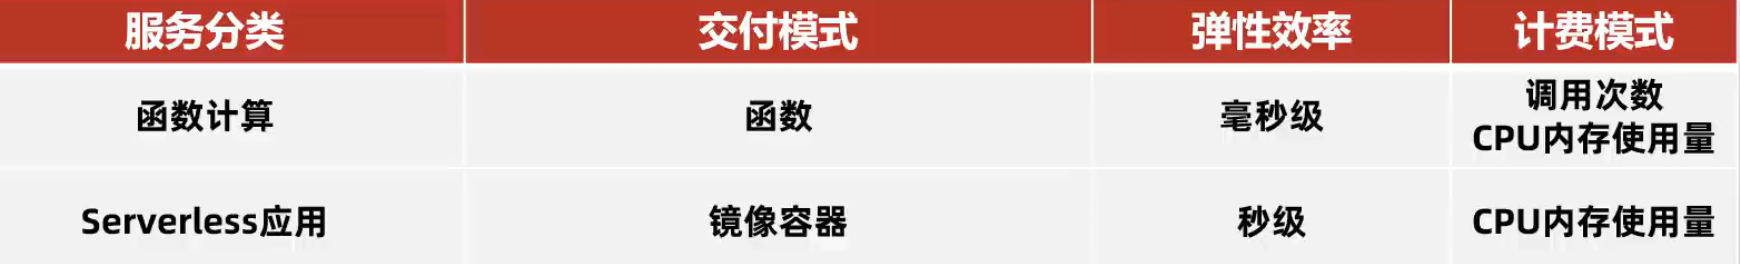 服务分类 交付模式 弹性效率 计费模式
函数计算 函数 毫秒级 调用次数
CPU内存使用量
Serverless应用 镜像容器 秒级 CPU内存使用量